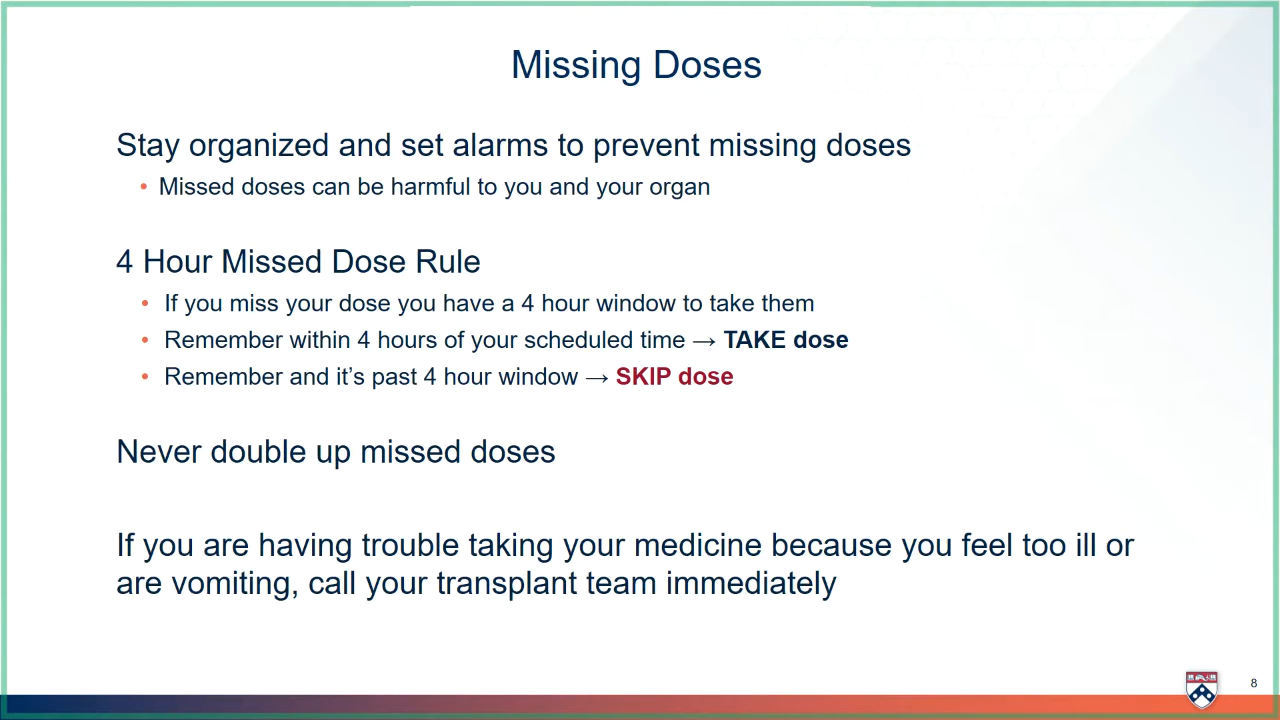 Missing Doses
Stay organized and set alarms to prevent missing doses
• Missed doses can be harmful to you and your organ
4 Hour Missed Dose Rule
• If you miss your dose you have a 4 hour window to take them
• Remember within 4 hours of your scheduled time → TAKE dose
• Remember and it’s past 4 hour window → SKIP dose
Never double up missed doses
If you are having trouble taking your medicine because you feel too ill or
are vomiting, call your transplant team immediately
8